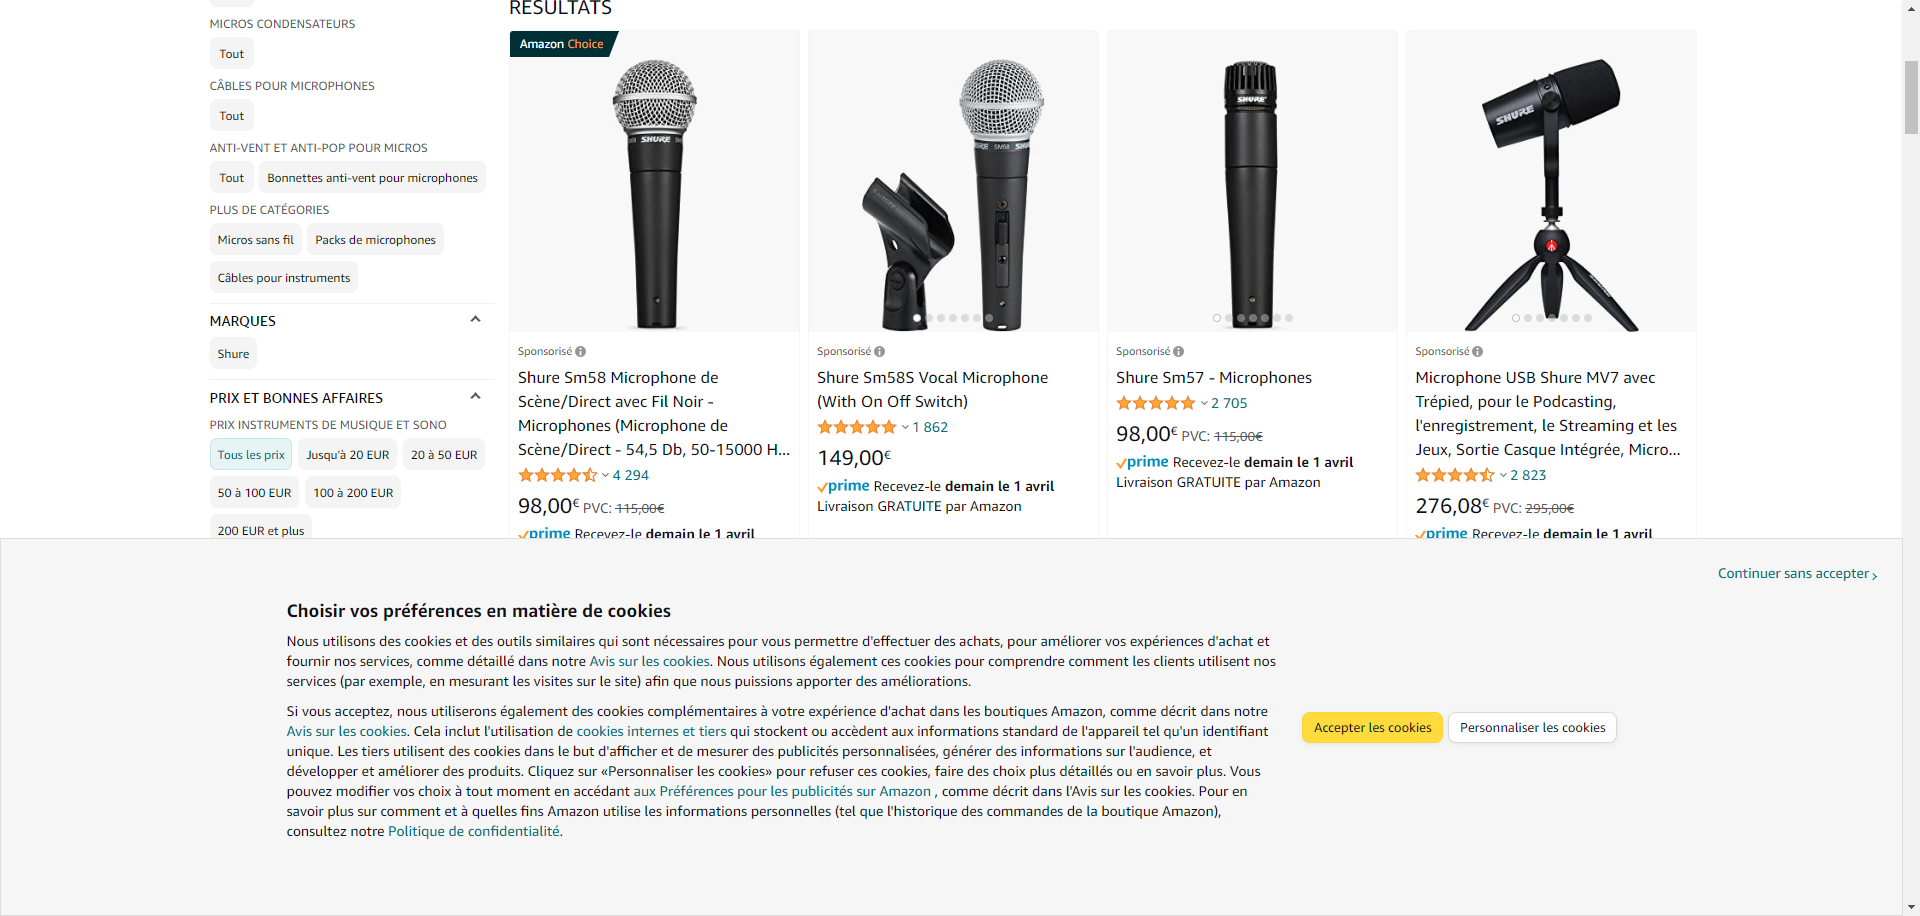 RÉSULTATS
MICROS CONDENSATEURS
Tout
CÂBLES POUR MICROPHONES
Tout
ANTI-VENT ET ANTI-POP POUR MICROS
Tout
Bonnettes anti-vent pour microphones
PLUS DE CATÉGORIES
Micros sans fil
Packs de microphones
Câbles pour instruments
MARQUES
Shure
PRIX ET BONNES AFFAIRES
PRIX INSTRUMENTS DE MUSIQUE ET SONO
Tous les prix
Jusqu'à 20 EUR
20 à 50 EUR
50 à 100 EUR
100 à 200 EUR
200 EUR et plus
Amazon Choice
SHURE
Sponsorisé
Shure Sm58 Microphone de
Scène/Direct avec Fil Noir -
Microphones (Microphone de
Scène/Direct - 54,5 Db, 50-15000 H...
4 294
98,00€ PVC: 115,00€
prime Recevez-le demain le 1 avril
SM58
Sponsorisé
Shure Sm58S Vocal Microphone
(With On Off Switch)
1 862
149,00€
prime Recevez-le demain le 1 avril
Livraison GRATUITE par Amazon
SHURE
Sponsorisé
Shure Sm57 - Microphones
2 705
98,00€ PVC: 115,00€
prime Recevez-le demain le 1 avril
Livraison GRATUITE par Amazon
SHURE
Sponsorisé
Microphone USB Shure MV7 avec
Trépied, pour le Podcasting,
l'enregistrement, le Streaming et les
Jeux, Sortie Casque Intégrée, Micro...
2 823
276,08€ PVC: 295,00€
prime Recevez-le demain le 1 avril
Continuer sans accepter
Choisir vos préférences en matière de cookies
Nous utilisons des cookies et des outils similaires qui sont nécessaires pour vous permettre d'effectuer des achats, pour améliorer vos expériences d'achat et
fournir nos services, comme détaillé dans notre Avis sur les cookies. Nous utilisons également ces cookies pour comprendre comment les clients utilisent nos
services (par exemple, en mesurant les visites sur le site) afin que nous puissions apporter des améliorations.
Si vous acceptez, nous utiliserons également des cookies complémentaires à votre expérience d'achat dans les boutiques Amazon, comme décrit dans notre
Avis sur les cookies. Cela inclut l'utilisation de cookies internes et tiers qui stockent ou accèdent aux informations standard de l'appareil tel qu'un identifiant
unique. Les tiers utilisent des cookies dans le but d'afficher et de mesurer des publicités personnalisées, générer des informations sur l'audience, et
développer et améliorer des produits. Cliquez sur «Personnaliser les cookies» pour refuser ces cookies, faire des choix plus détaillés ou en savoir plus. Vous
pouvez modifier vos choix à tout moment en accédant aux Préférences pour les publicités sur Amazon , comme décrit dans l'Avis sur les cookies. Pour en
savoir plus sur comment et à quelles fins Amazon utilise les informations personnelles (tel que l'historique des commandes de la boutique Amazon),
consultez notre Politique de confidentialité.
Accepter les cookies
Personnaliser les cookies